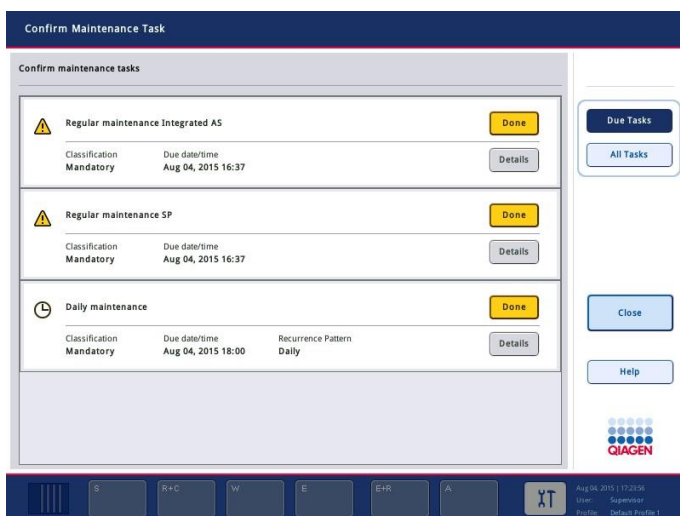 Confirm Maintenance Task
Confirm maintenance tasks
Regular maintenance Integrated AS
Done
Classification Due date/time
Mandatory Aug 04, 2015 16:37
Details
Regular maintenance SP
Done
Classification Due date/time
Mandatory Aug 04, 2015 16:37
Details
Daily maintenance
Done
Classification Due date/time Recurrence Pattern
Mandatory Aug 04, 2015 18:00 Daily
Details
Due Tasks
All Tasks
Close
Help
QIAGEN
S R+C W E E+R A
Aug 04, 2015 | 17:23:56
User: Supervisor
Profile: Default Profile 1